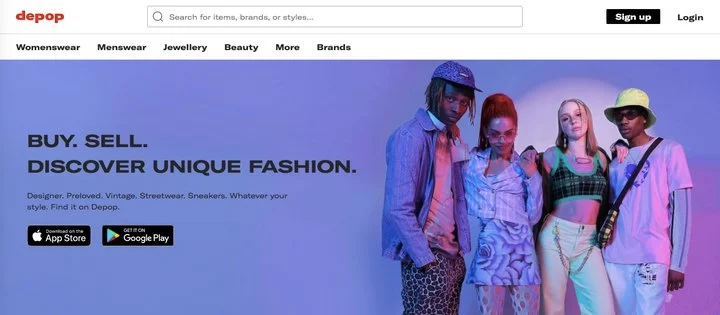 depop
Search for items, brands, or styles...
Sign up
Login
Womenswear Menswear Jewellery Beauty More Brands
BUY. SELL.
DISCOVER UNIQUE FASHION.
Designer. Preloved. Vintage. Streetwear. Sneakers. Whatever your
style. Find it on Depop.
Download on the
App Store
GET IT ON
Google Play